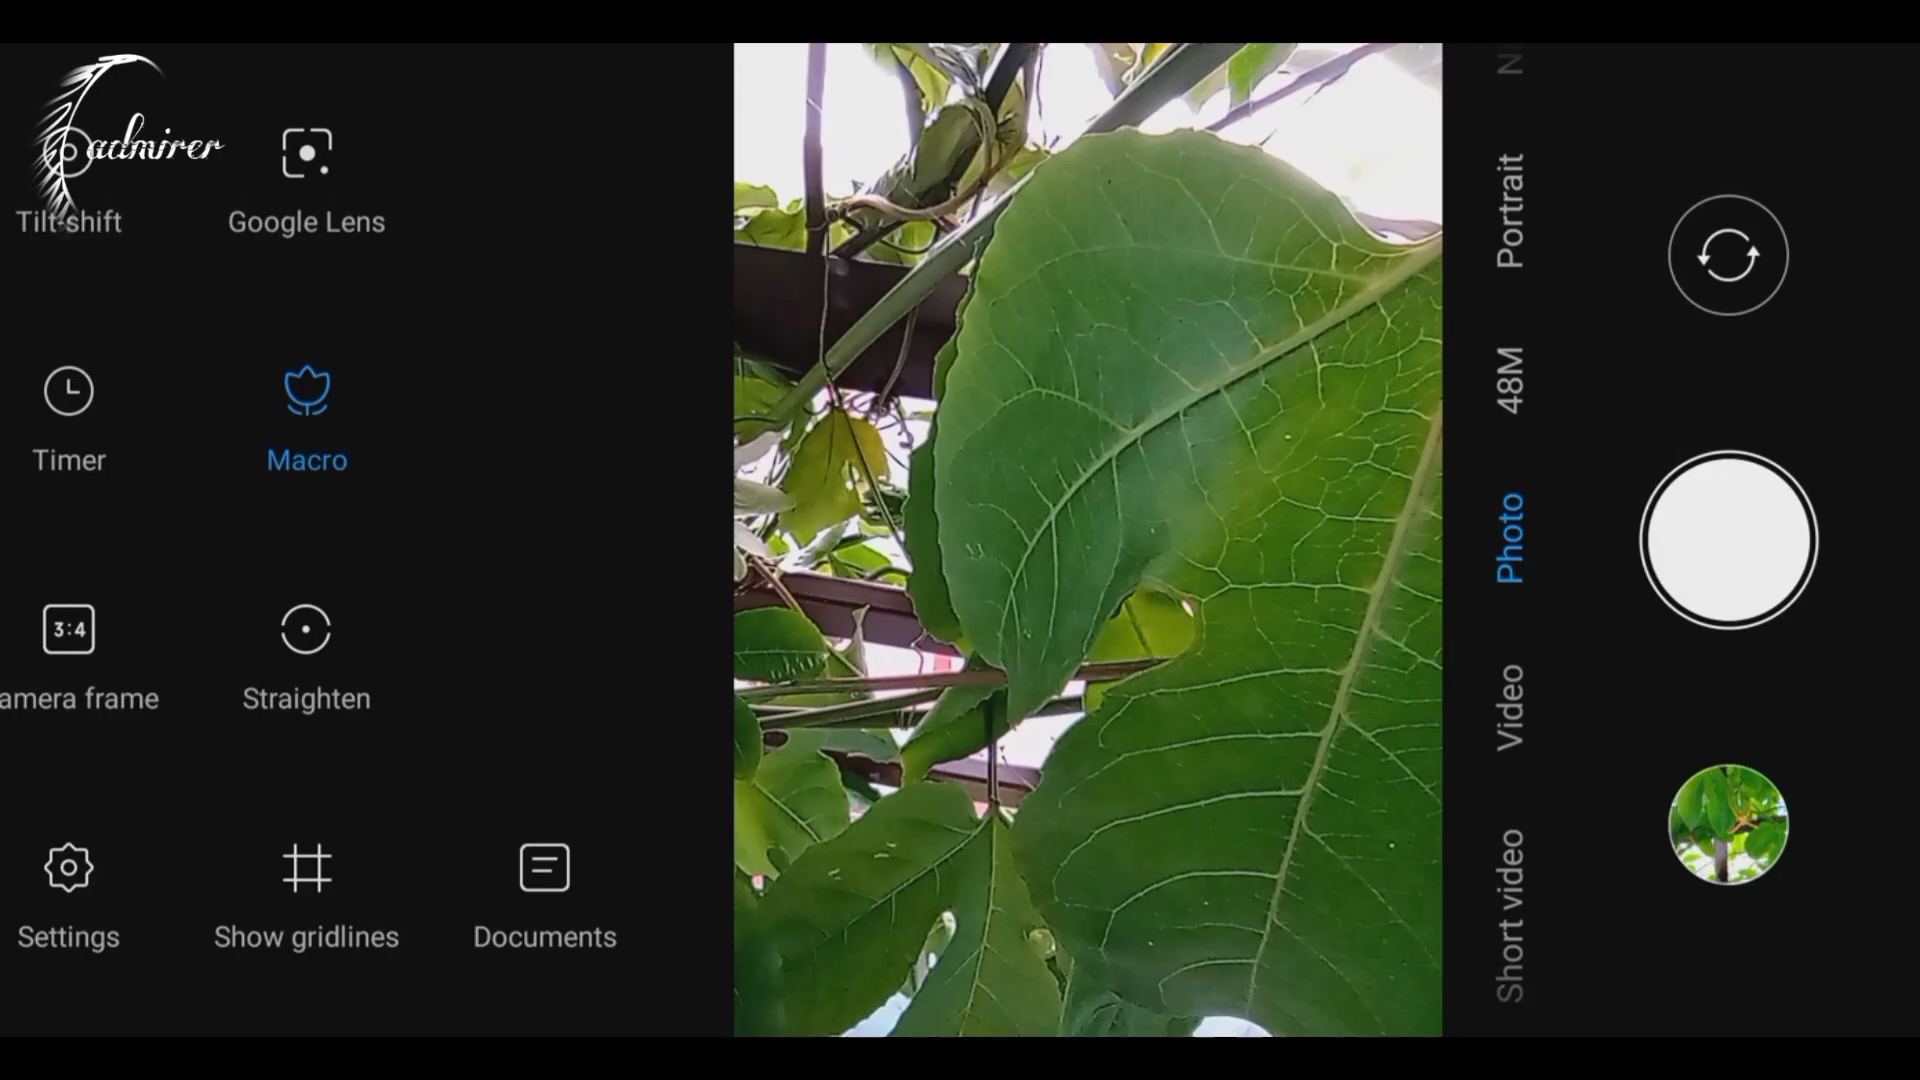 admirer
Tilt-shift
Google Lens
Timer
Macro
3:4
amera frame
Straighten
Settings
Show gridlines
Documents
N
Portrait
48M
Photo
Video
Short video